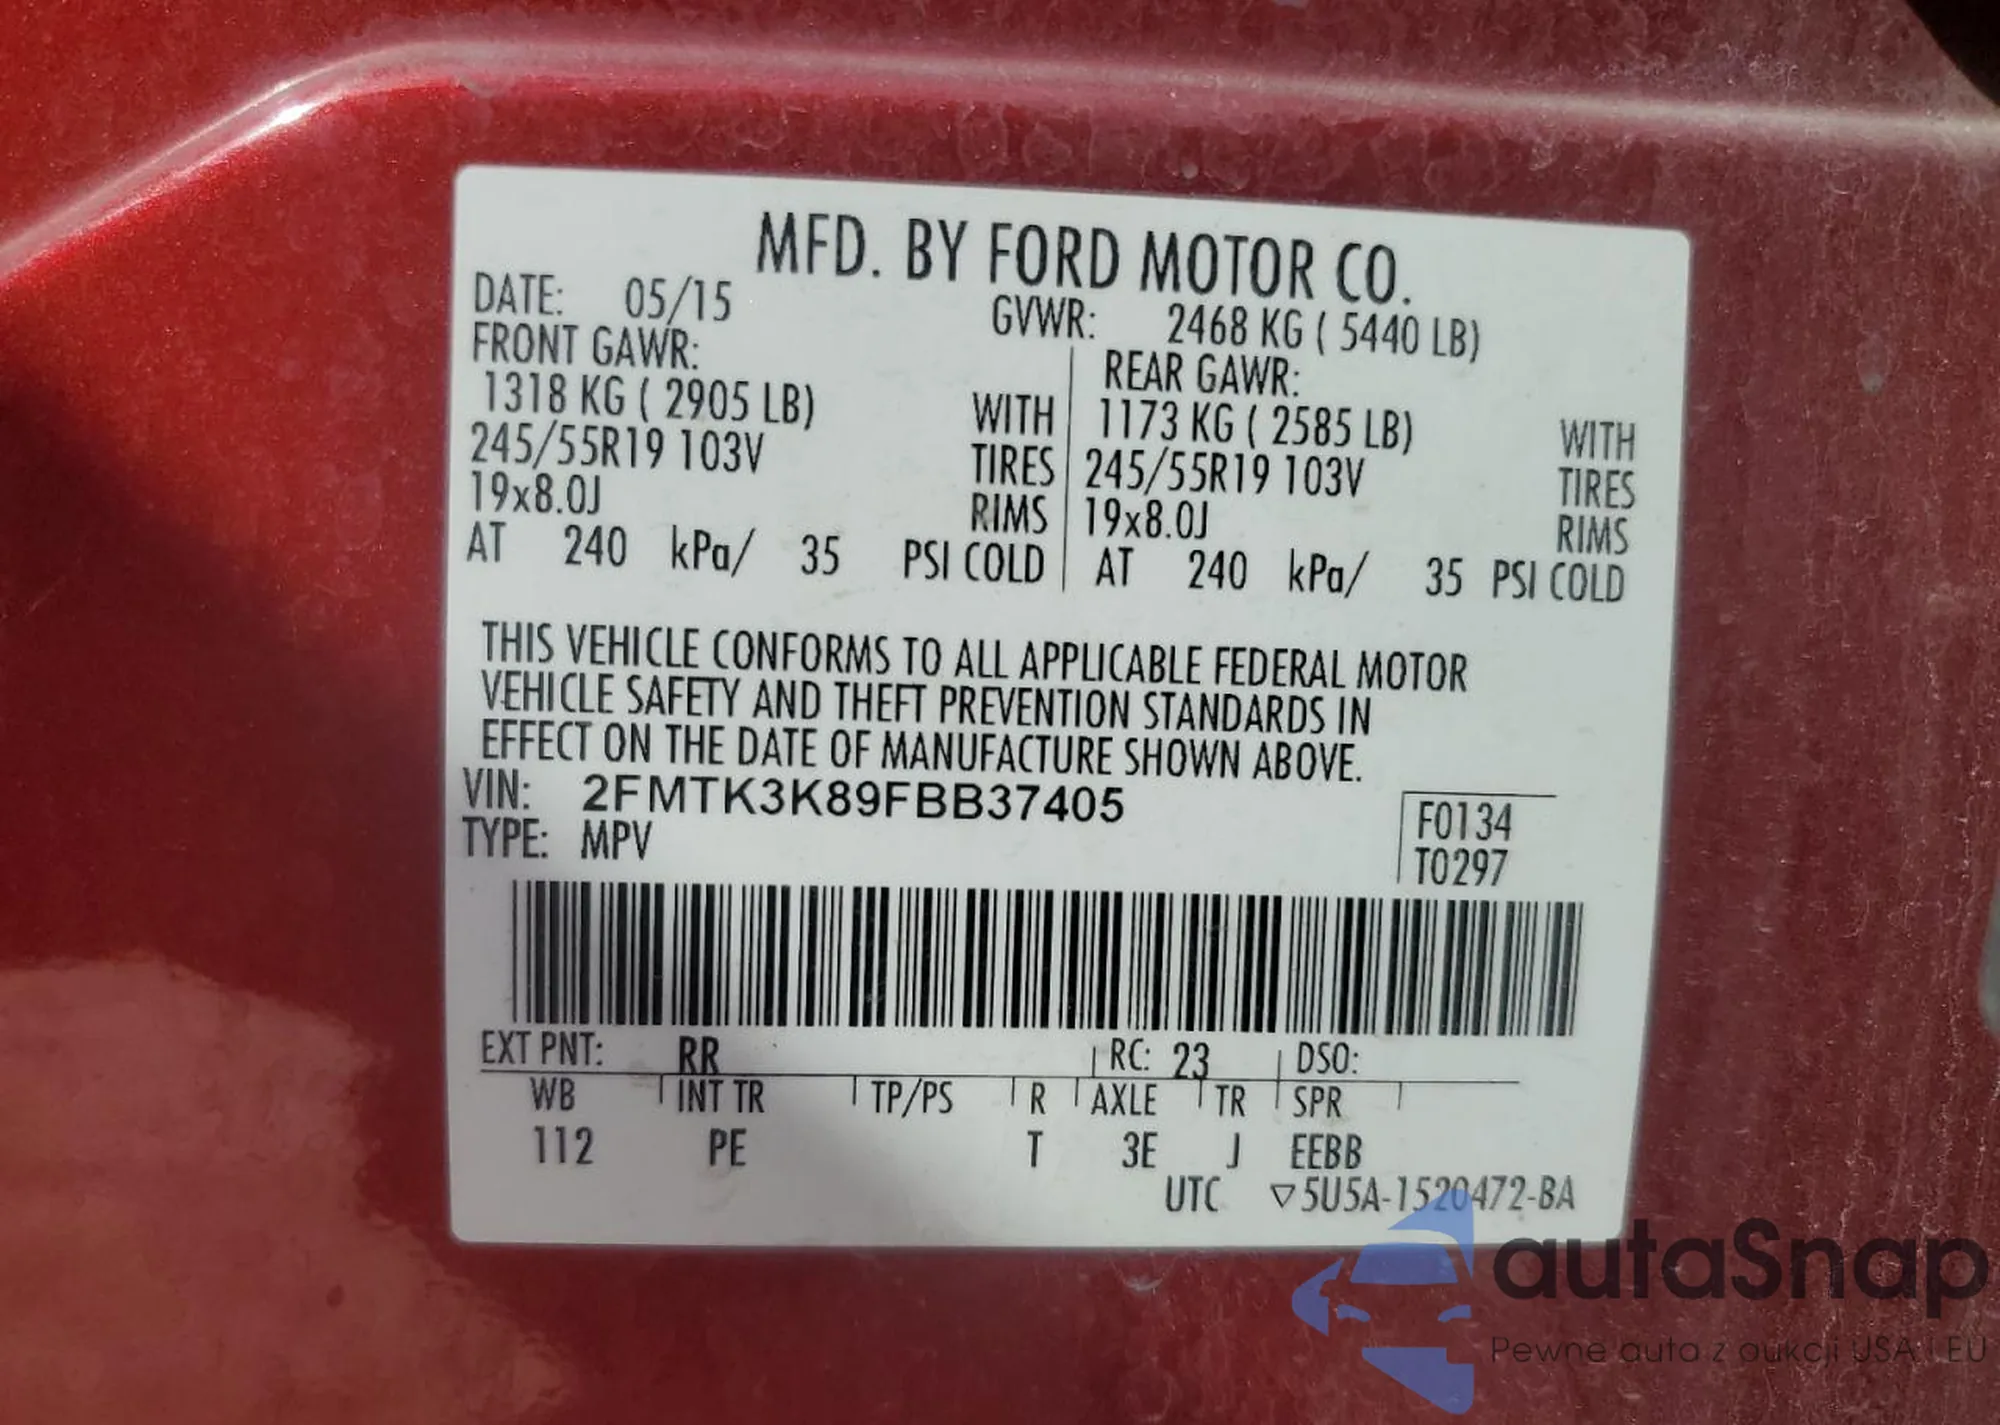 MFD. BY FORD MOTOR CO.
DATE: 05/15 GVWR: 2468 KG ( 5440 LB)
FRONT GAWR: REAR GAWR:
1318 KG ( 2905 LB) WITH 1173 KG ( 2585 LB) WITH
245/55R19 103V TIRES 245/55R19 103V TIRES
19x8.0J RIMS 19x8.0J RIMS
AT 240 kPa/ 35 PSI COLD AT 240 kPa/ 35 PSI COLD
THIS VEHICLE CONFORMS TO ALL APPLICABLE FEDERAL MOTOR
VEHICLE SAFETY AND THEFT PREVENTION STANDARDS IN
EFFECT ON THE DATE OF MANUFACTURE SHOWN ABOVE.
VIN: 2FMTK3K89FBB37405 F0134
TYPE: MPV T0297
EXT PNT: RR RC: 23 DSO:
WB INT TR TP/PS R AXLE TR SPR
112 PE T 3E J EEBB
UTC ▽5U5A-1520472-BA
autaSnap
Pewne auta z aukcji USA i EU